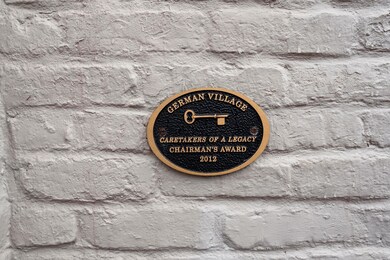 GERMAN VILLAGE
CARETAKERS OF A LEGACY
CHAIRMAN'S AWARD
2012